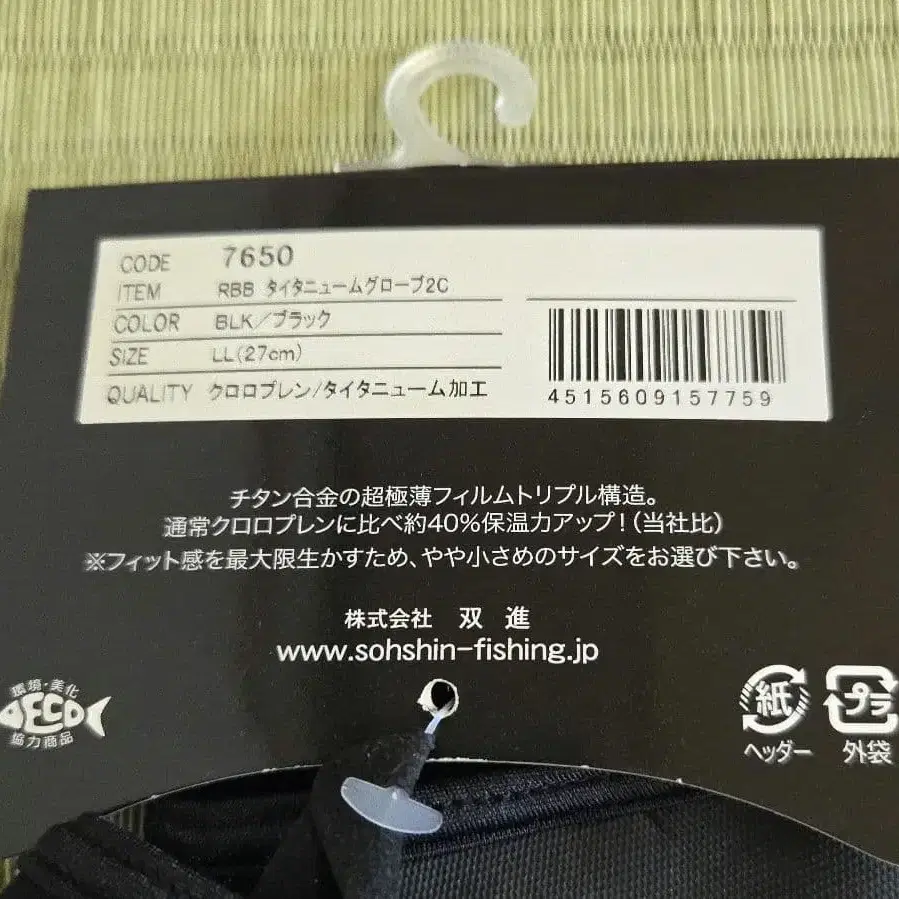 CODE 7650
ITEM RBB タイタニュームグローブ2C
COLOR BLK/ブラック
SIZE LL(27cm)
QUALITY クロロプレン/タイタニューム加工
4515609157759
チタン合金の超極薄フィルムトリプル構造。
通常クロロプレンに比べ約40%保温力アップ!(当社比)
※フィット感を最大限生かすため、やや小さめのサイズをお選び下さい。
株式会社 双進
www.sohshin-fishing.jp
環境・美化
ECO
協力商品
紙
ヘッダー
プラ
外袋